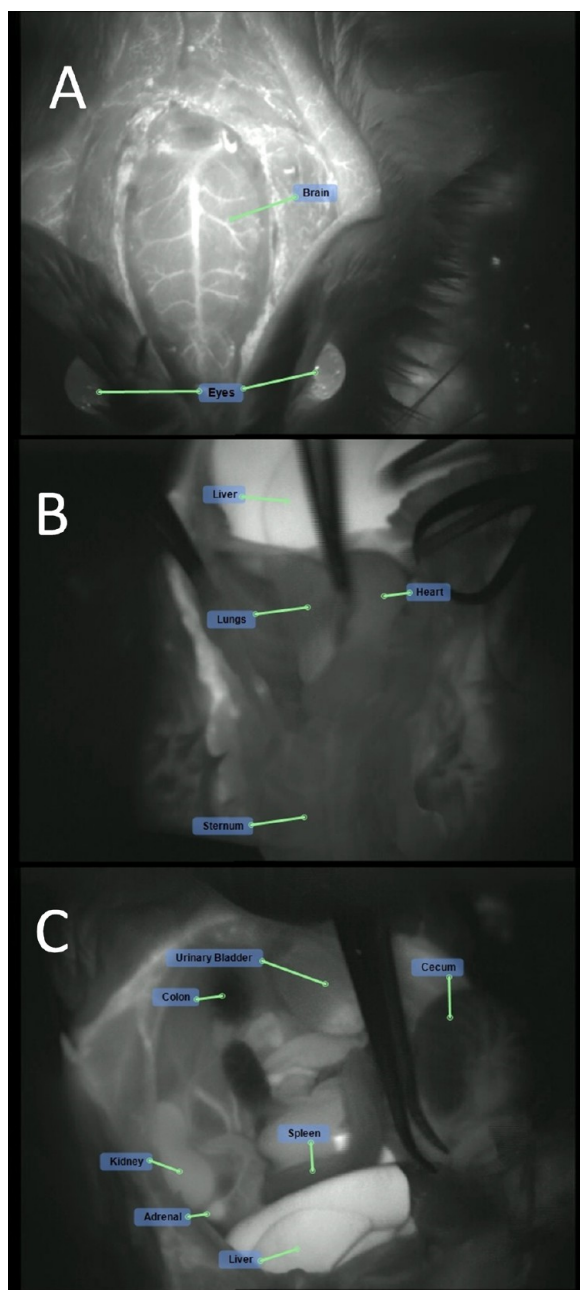 A
Brain
Eyes
B
Liver
Heart
Lungs
Sternum
C
Urinary Bladder
Cecum
Colon
Spleen
Kidney
Adrenal
Liver